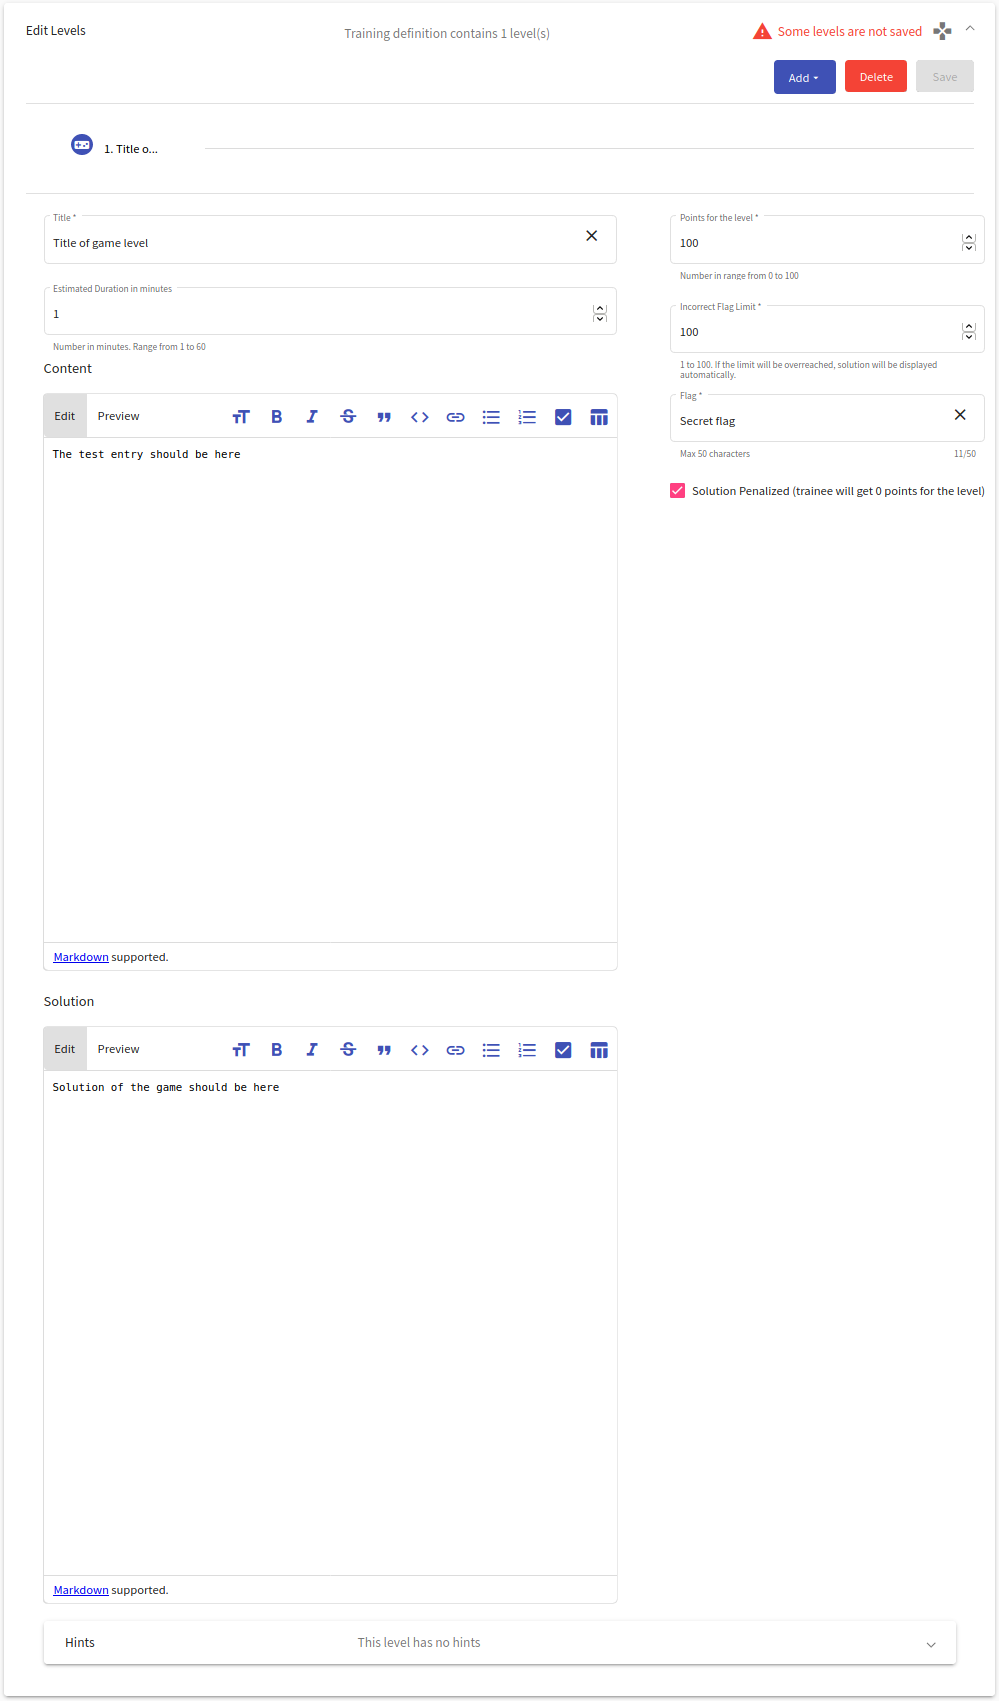 Edit Levels
Training definition contains 1 level(s)
Some levels are not saved
Add
Delete
Save
1. Title o...
Title *
Title of game level
Points for the level *
100
Number in range from 0 to 100
Estimated Duration in minutes
1
Number in minutes. Range from 1 to 60
Incorrect Flag Limit *
100
1 to 100. If the limit will be overreached, solution will be displayed
automatically.
Flag *
Secret flag
Max 50 characters
11/50
Solution Penalized (trainee will get 0 points for the level)
Content
Edit
Preview
The test entry should be here
Markdown supported.
Solution
Edit
Preview
Solution of the game should be here
Markdown supported.
Hints
This level has no hints